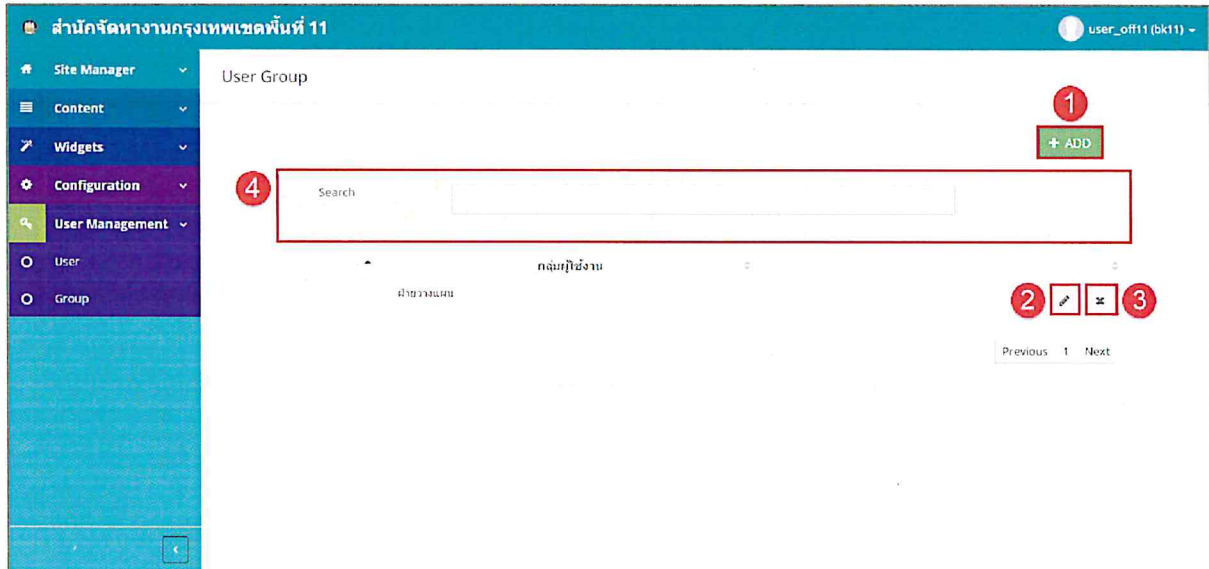 สำนักจัดหางานกรุงเทพเขตพื้นที่ 11
user_off11 (bk11)
Site Manager
Content
Widgets
Configuration
User Management
User
Group
User Group
1
+ ADD
4
Search
กลุ่มผู้ใช้งาน
ฝ่ายวางแผน
2
3
Previous 1 Next